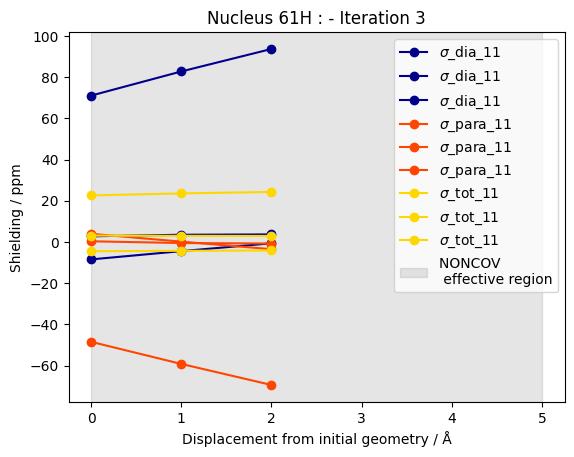 Nucleus 61H : - Iteration 3
100
80
60
40
20
0
−20
−40
−60
Shielding / ppm
σ_dia_11
σ_dia_11
σ_dia_11
σ_para_11
σ_para_11
σ_para_11
σ_tot_11
σ_tot_11
σ_tot_11
NONCOV
effective region
0 1 2 3 4 5
Displacement from initial geometry / Å